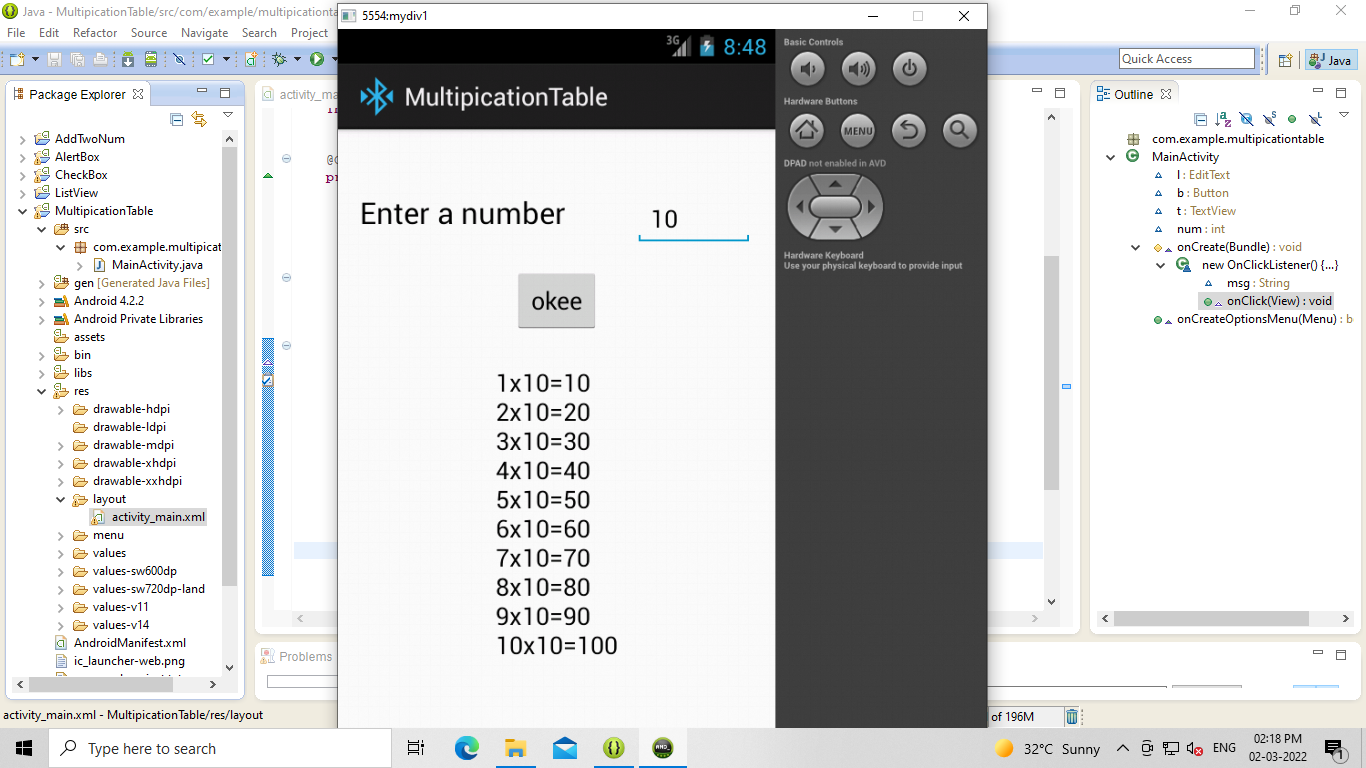 Java - MultipicationTable/src/com/example/multipicationta
File Edit Refactor Source Navigate Search Project
Quick Access
Java
Package Explorer
AddTwoNum
AlertBox
CheckBox
ListView
MultipicationTable
src
com.example.multipicat
MainActivity.java
gen [Generated Java Files]
Android 4.2.2
Android Private Libraries
assets
bin
libs
res
drawable-hdpi
drawable-ldpi
drawable-mdpi
drawable-xhdpi
drawable-xxhdpi
layout
activity_main.xml
menu
values
values-sw600dp
values-sw720dp-land
values-v11
values-v14
AndroidManifest.xml
ic_launcher-web.png
activity_ma
Problems
5554:mydiv1
3G 8:48
MultipicationTable
Enter a number 10
okee
1x10=10
2x10=20
3x10=30
4x10=40
5x10=50
6x10=60
7x10=70
8x10=80
9x10=90
10x10=100
Basic Controls
Hardware Buttons
MENU
DPAD not enabled in AVD
Hardware Keyboard
Use your physical keyboard to provide input
Outline
com.example.multipicationtable
MainActivity
l : EditText
b : Button
t : TextView
num : int
onCreate(Bundle) : void
new OnClickListener() {...}
msg : String
onClick(View) : void
onCreateOptionsMenu(Menu) : b
activity_main.xml - MultipicationTable/res/layout
of 196M
Type here to search
32°C Sunny
ENG
02:18 PM
02-03-2022
1